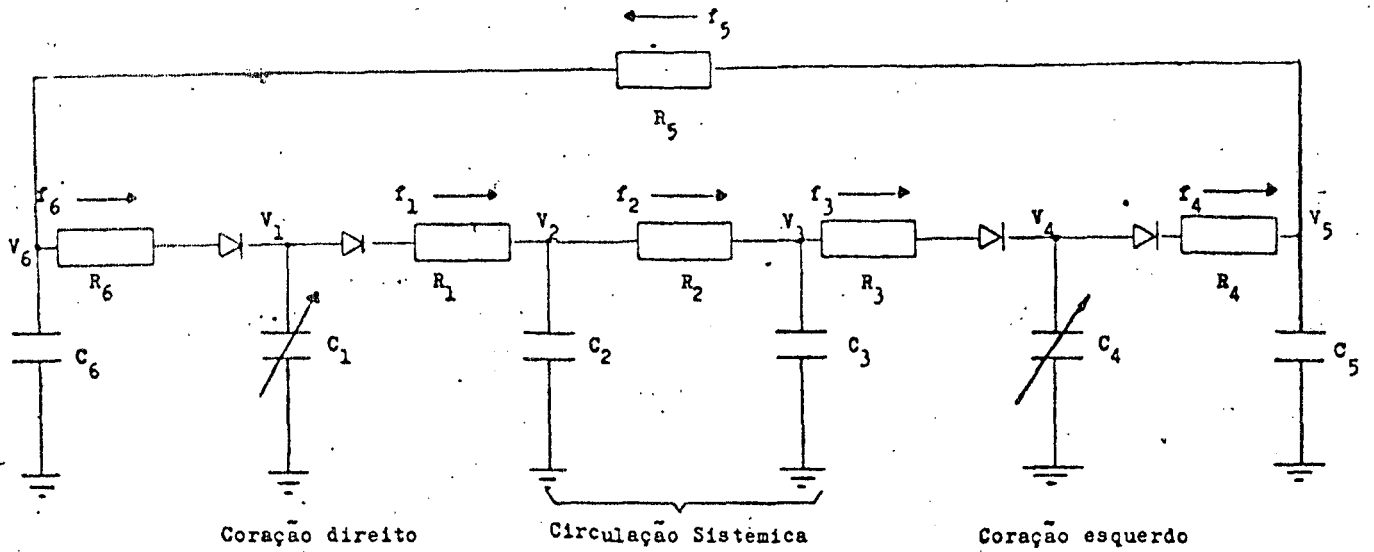 f5
R5
f6 f1 f2 f3 f4
V6 V1 V2 V3 V4 V5
R6 R1 R2 R3 R4
C6 C1 C2 C3 C4 C5
Coração direito Circulação Sistêmica Coração esquerdo